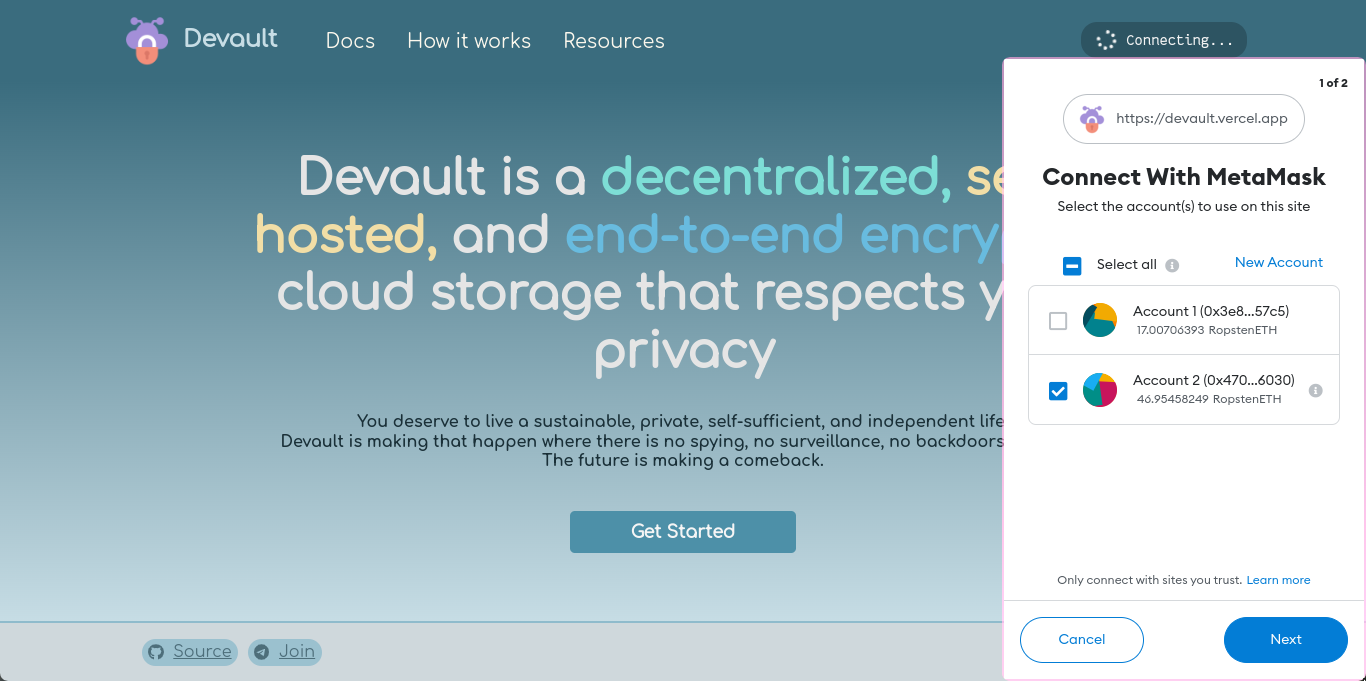 Devault
Docs
How it works
Resources
Connecting...
Devault is a decentralized, se
hosted, and end-to-end encry
cloud storage that respects y
privacy
You deserve to live a sustainable, private, self-sufficient, and independent life
Devault is making that happen where there is no spying, no surveillance, no backdoors
The future is making a comeback.
Get Started
Source
Join
1 of 2
https://devault.vercel.app
Connect With MetaMask
Select the account(s) to use on this site
Select all
New Account
Account 1 (0x3e8...57c5)
17.00706393 RopstenETH
Account 2 (0x470...6030)
46.95458249 RopstenETH
Only connect with sites you trust. Learn more
Cancel
Next